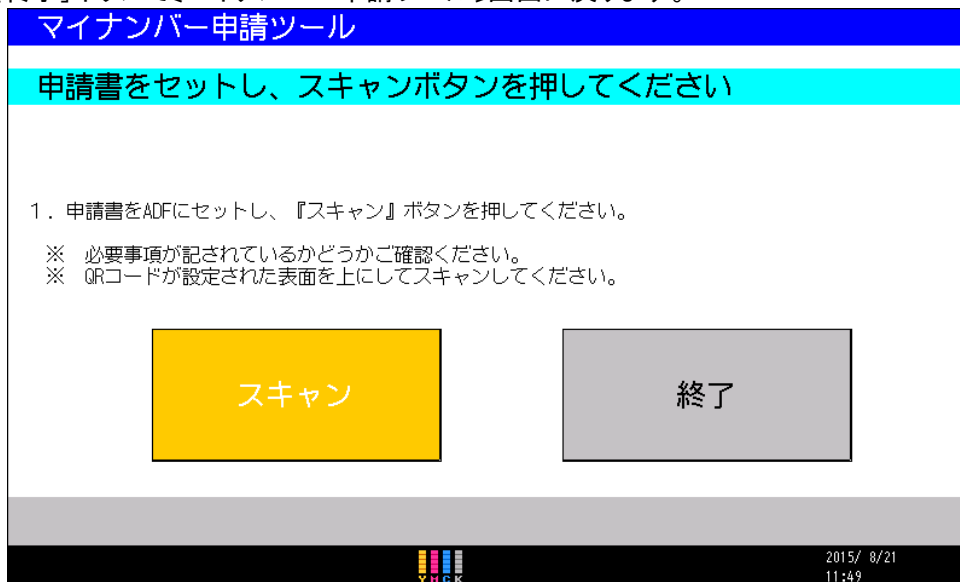 マイナンバー申請ツール
申請書をセットし、スキャンボタンを押してください
1．申請書をADFにセットし、『スキャン』ボタンを押してください。
※　必要事項が記されているかどうかご確認ください。
※　QRコードが設定された表面を上にしてスキャンしてください。
スキャン
終了
Y M C K
2015/ 8/21
11:49